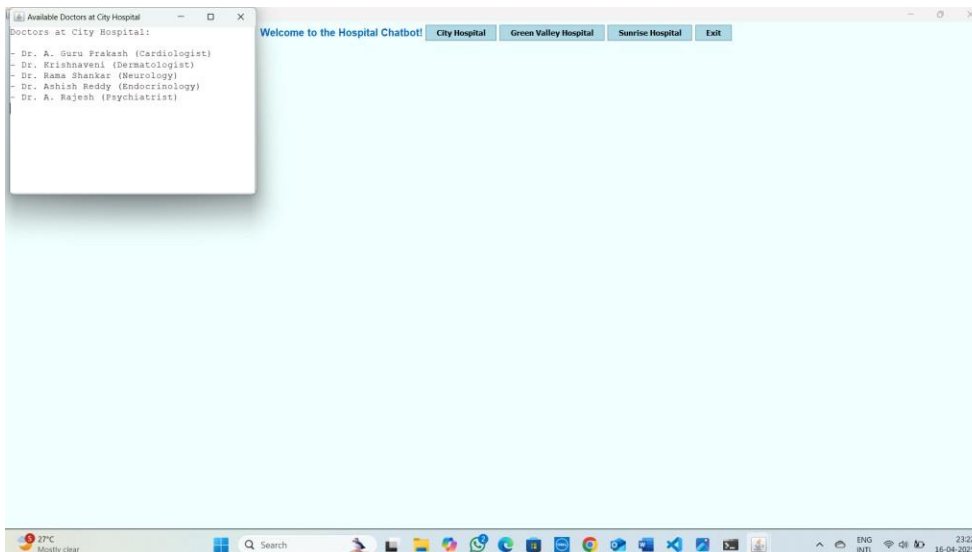 Available Doctors at City Hospital
Doctors at City Hospital:
- Dr. A. Guru Prakash (Cardiologist)
- Dr. Krishnaveni (Dermatologist)
- Dr. Rama Shankar (Neurology)
- Dr. Ashish Reddy (Endocrinology)
- Dr. A. Rajesh (Psychiatrist)
Welcome to the Hospital Chatbot! City Hospital Green Valley Hospital Sunrise Hospital Exit
5 27°C
Mostly clear
Search
2
ENG
INTL
16-04-202